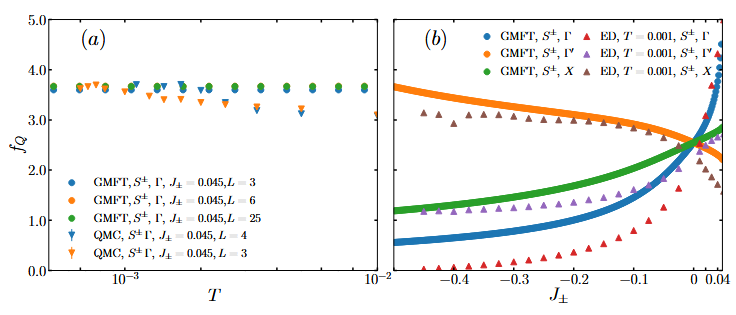 (a)
5.0
4.0
3.0
2.0
1.0
0.0
f_Q
GMFT, S^±, Γ, J_± = 0.045, L = 3
GMFT, S^±, Γ, J_± = 0.045, L = 6
GMFT, S^±, Γ, J_± = 0.045, L = 25
QMC, S^± Γ, J_± = 0.045, L = 4
QMC, S^± Γ, J_± = 0.045, L = 3
10^{-3}
10^{-2}
T
(b)
GMFT, S^±, Γ
GMFT, S^±, Γ′
GMFT, S^±, X
ED, T = 0.001, S^±, Γ
ED, T = 0.001, S^±, Γ′
ED, T = 0.001, S^±, X
−0.4 −0.3 −0.2 −0.1 0 0.04
J_±